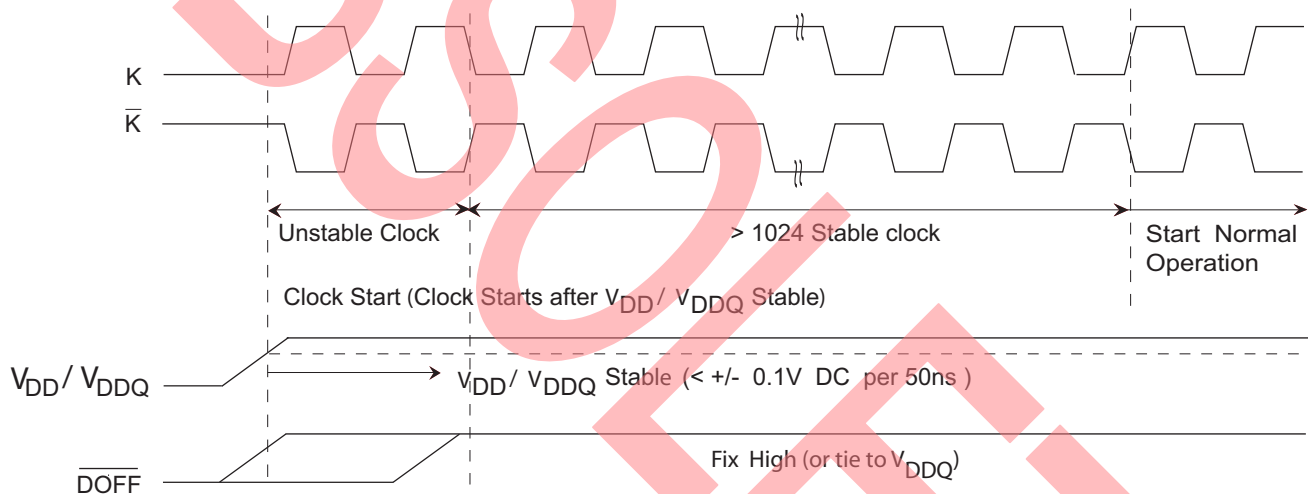 K
K̅
Unstable Clock
> 1024 Stable clock
Start Normal
Operation
Clock Start (Clock Starts after VDD/ VDDQ Stable)
VDD/ VDDQ
VDD/ VDDQ Stable (< +/- 0.1V DC per 50ns )
Fix High (or tie to VDDQ)
D̅O̅F̅F̅